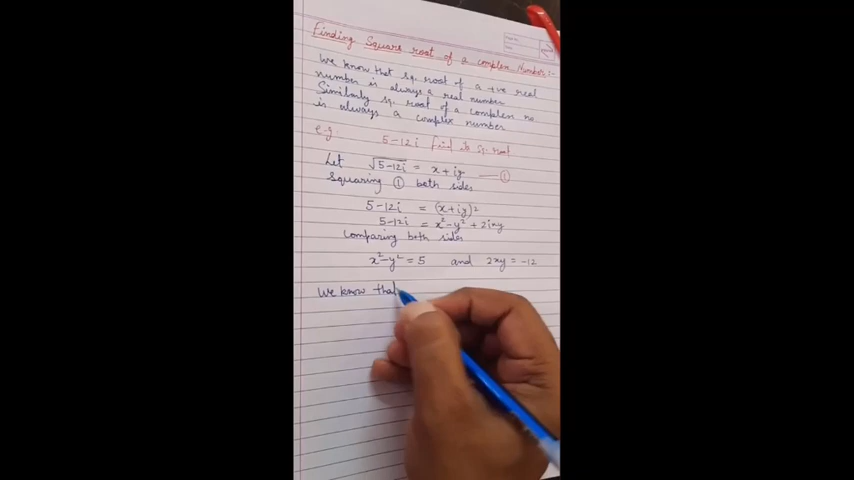 Finding Square root of a complex Number:-
We know that sq. root of a +ve real
number is always a real number
Similarly sq. root of a complex no
is always a complex number
e.g. 5-12i find its sq. root
Let √5-12i = x+iy —①
Squaring ① both sides
5-12i = (x+iy)²
5-12i = x²-y²+2ixy
Comparing both sides
x²-y²=5 and 2xy=-12
We know that